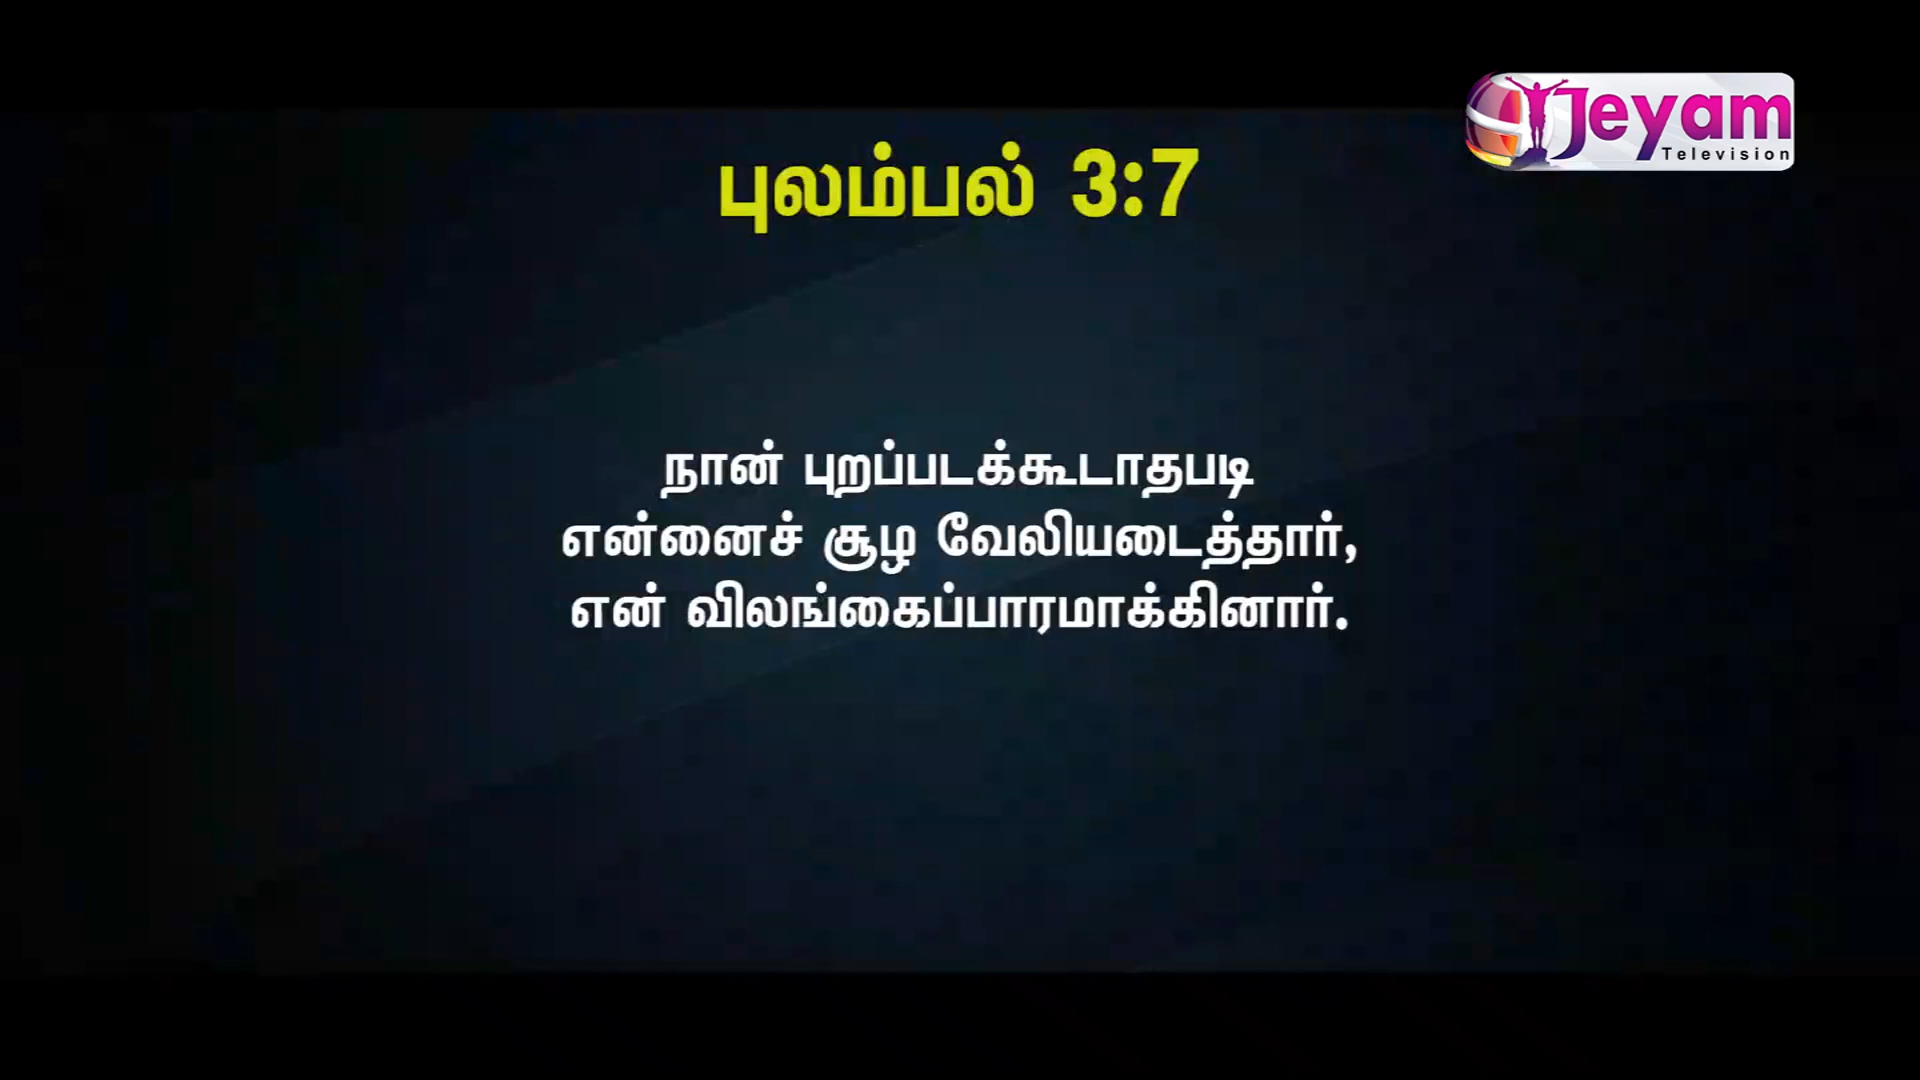 Jeyam
Television
புலம்பல் 3:7
நான் புறப்படக்கூடாதபடி
என்னைச் சூழ வேலியடைத்தார்,
என் விலங்கைப்பாரமாக்கினார்.